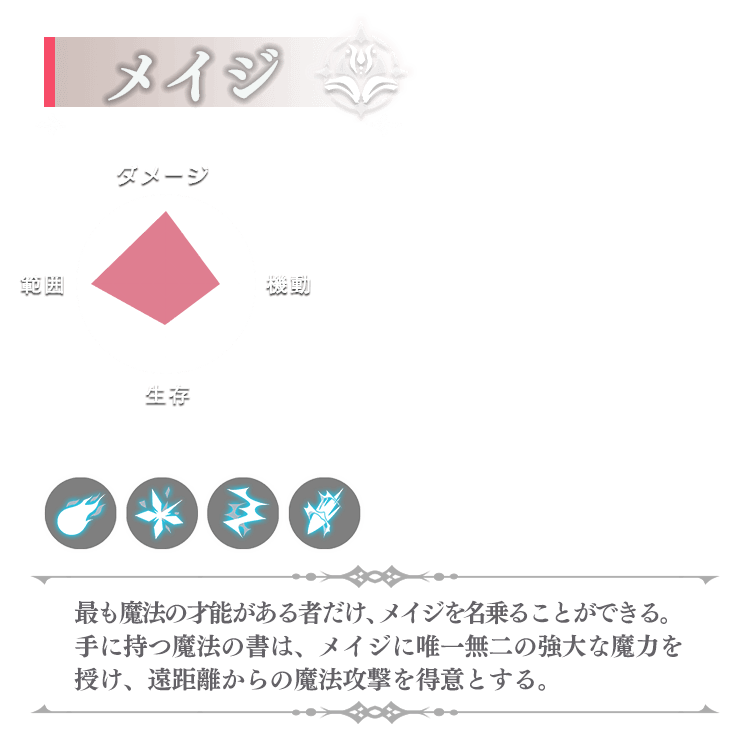 メイジ
ダメージ
範囲
機動
生存
最も魔法の才能がある者だけ、メイジを名乗ることができる。
手に持つ魔法の書は、メイジに唯一無二の強大な魔力を
授け、遠距離からの魔法攻撃を得意とする。